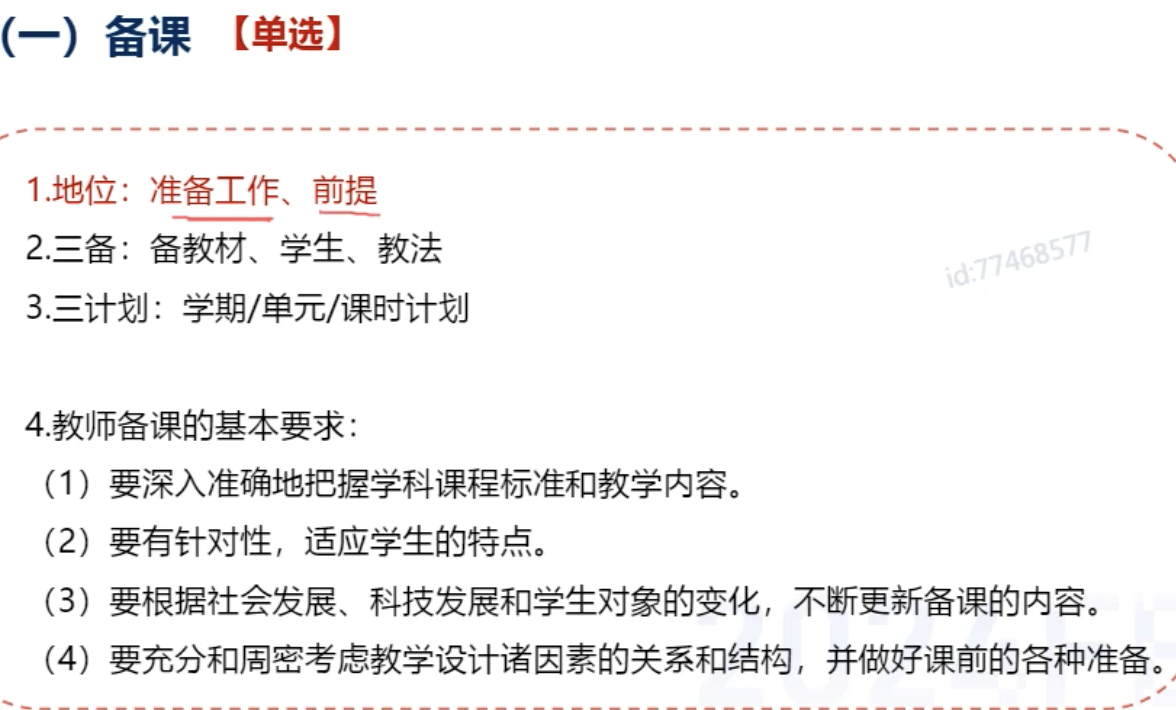 （一）备课 【单选】
1.地位：准备工作、前提
2.三备：备教材、学生、教法
id:77468577
3.三计划：学期/单元/课时计划
4.教师备课的基本要求：
（1）要深入准确地把握学科课程标准和教学内容。
（2）要有针对性，适应学生的特点。
（3）要根据社会发展、科技发展和学生对象的变化，不断更新备课的内容。
（4）要充分和周密考虑教学设计诸因素的关系和结构，并做好课前的各种准备。